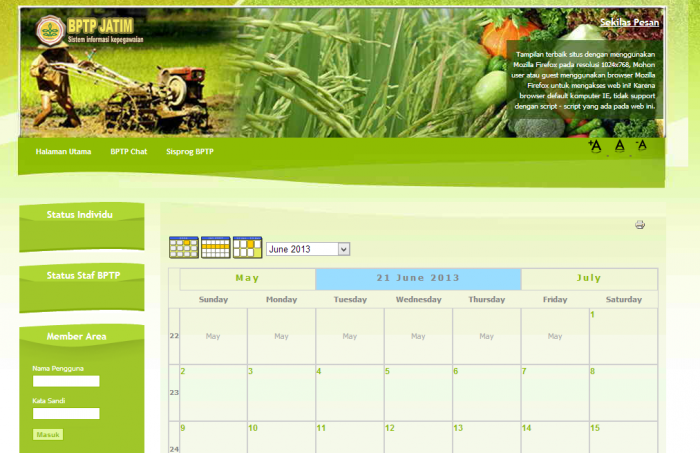 BPTP JATIM
Sistem informasi kepegawaian
Sekilas Pesan
Tampilan terbaik situs dengan menggunakan
Mozilla Firefox pada resolusi 1024x768, Mohon
user atau guest menggunakan browser Mozilla
Firefox untuk mengakses web ini! Karena
browser default komputer IE, tidak support
dengan script - script yang ada pada web ini.
Halaman Utama BPTP Chat Sisprog BPTP
+A A -A
Status Individu
Status Staf BPTP
Member Area
Nama Pengguna
Kata Sandi
Masuk
June 2013
May 21 June 2013 July
Sunday Monday Tuesday Wednesday Thursday Friday Saturday
22 May May May May May May 1
23 2 3 4 5 6 7 8
24 9 10 11 12 13 14 15